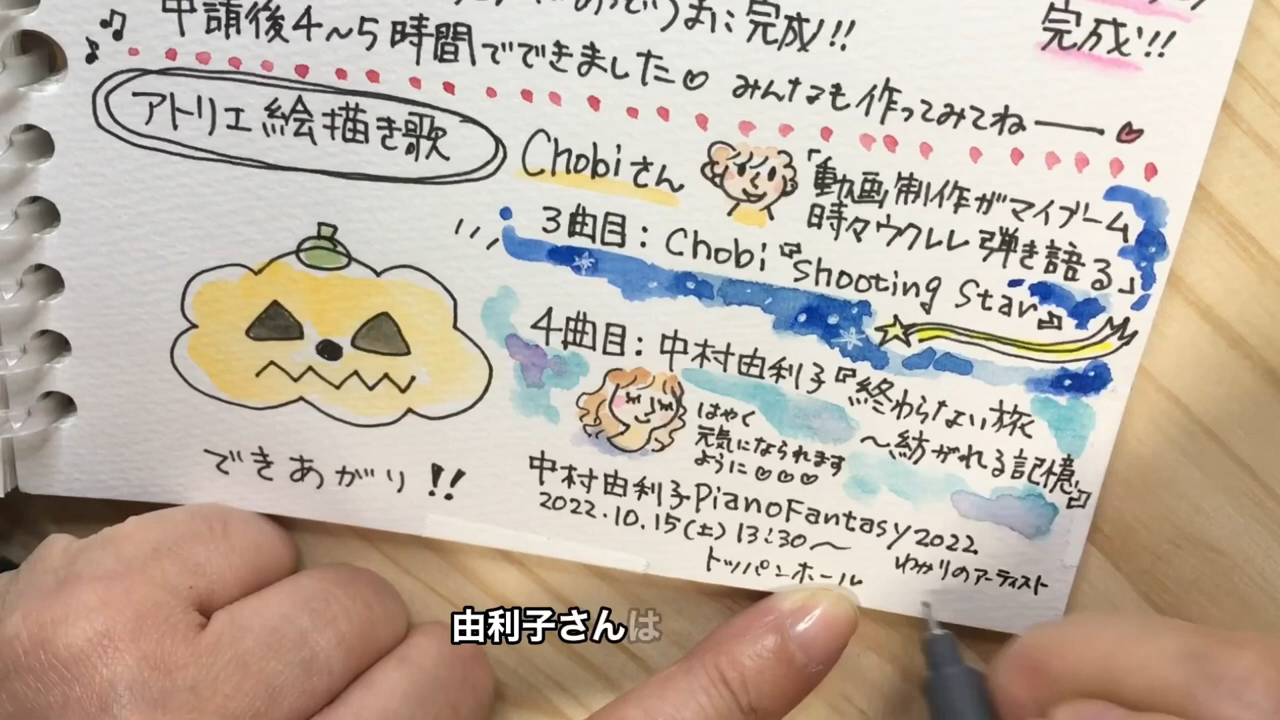 完成!!
完成!!
申請後4〜5時間でできました♡ みんなも作ってみてねー
アトリエ絵描き歌
Chobiさん
「動画制作がマイブーム
時々ウクレレ弾き語る」
3曲目:Chobi『Shooting Star』
4曲目:中村由利子『終わらない旅
〜紡がれる記憶』
はやく
元気になられます
ように♡♡♡
できあがり!!
中村由利子PianoFantasy2022
2022.10.15(土)13:30〜
トッパンホール
ゆかりのアーティスト
由利子さんは